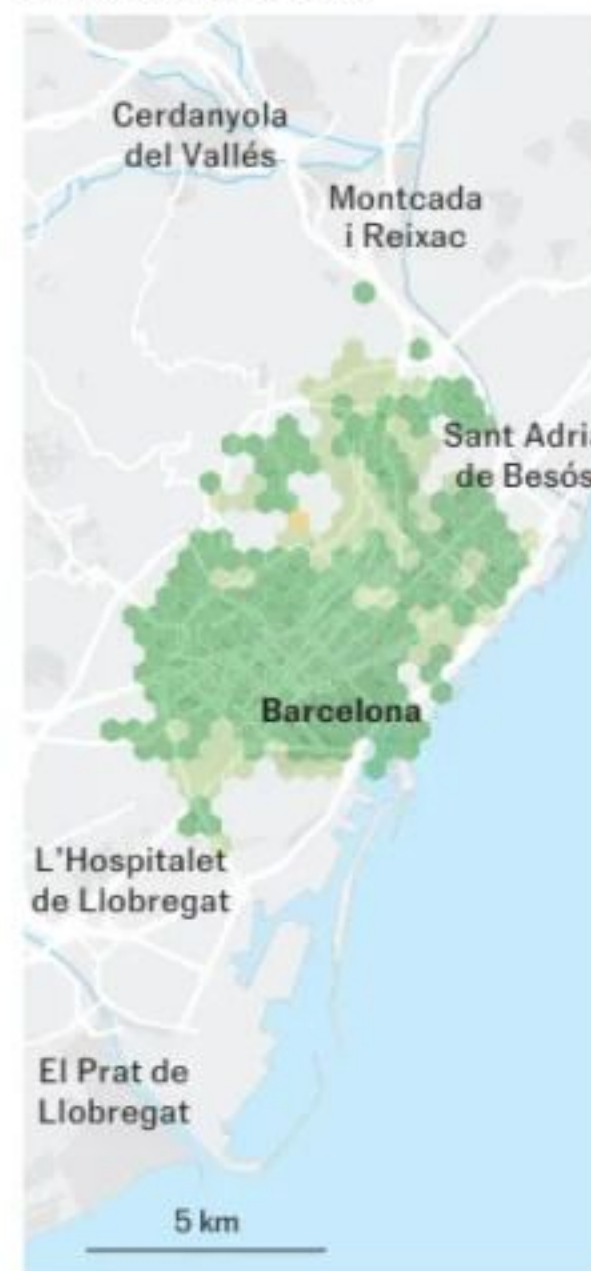 Cerdanyola
del Vallés
Montcada
i Reixac
Sant Adri
de Besós
Barcelona
L'Hospitalet
de Llobregat
El Prat de
Llobregat
5 km